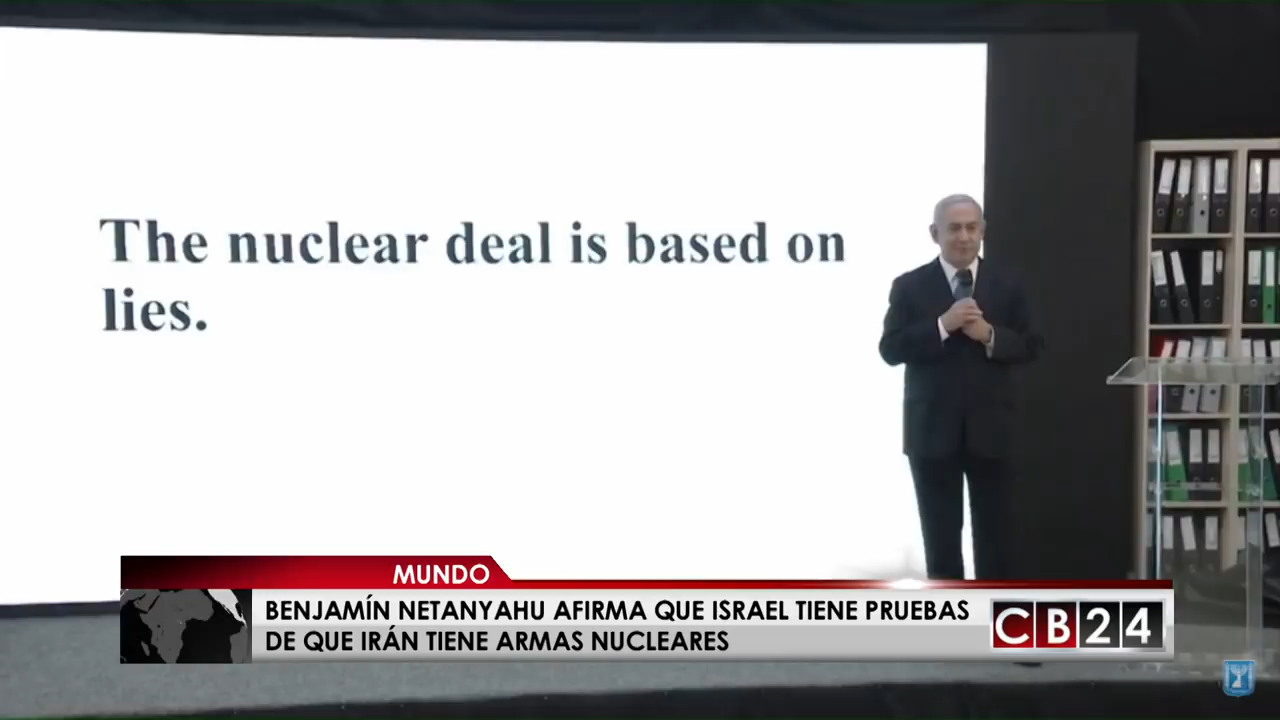 The nuclear deal is based on
lies.
MUNDO
BENJAMÍN NETANYAHU AFIRMA QUE ISRAEL TIENE PRUEBAS
DE QUE IRÁN TIENE ARMAS NUCLEARES
CB24